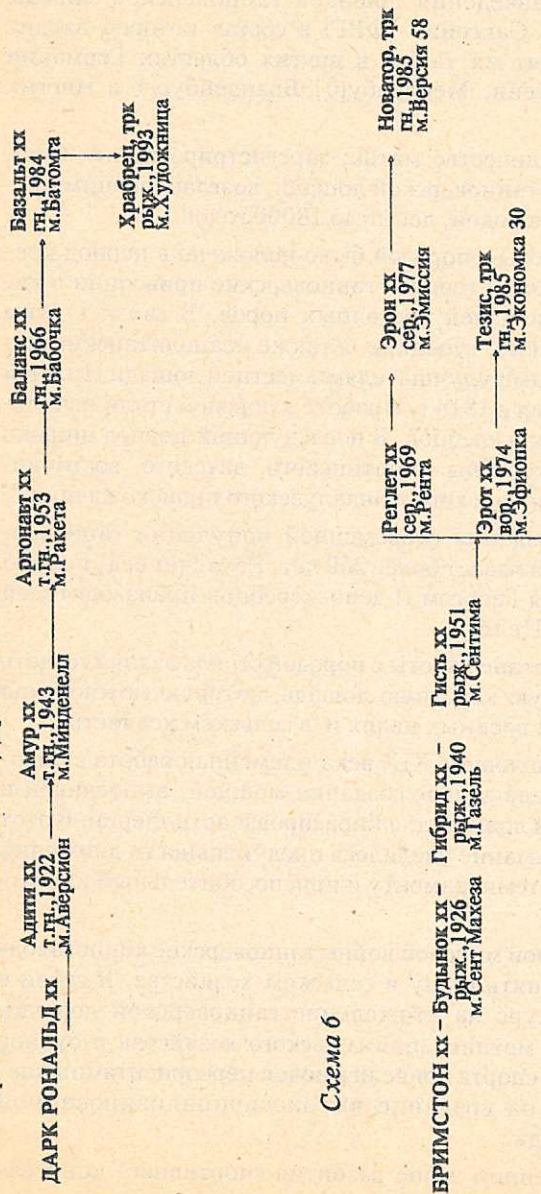 ДАРК РОНАЛЬД хх
Адити хх
т.гн., 1922
м.Аверсион
Амур хх
т.гн., 1943
м.Минденелл
Аргонавт хх
т.гн., 1953
м.Ракета
Баланс хх
гн., 1966
м.Бабочка
Базальт хх
гн., 1984
м.Батомга
Храбрец, трк
рыж., 1993
м.Художница
Схема 6
БРИМСТОН хх –
Будынок хх
рыж., 1926
м.Сент Махеза
Гибрид хх –
рыж., 1940
м.Газель
Гисть хх
рыж., 1951
м.Сентима
Реглет хх
сер., 1969
м.Рента
Эрон хх
сер., 1977
м.Эмиссия
Новатор, трк
гн., 1985
м.Версия 58
Эрот хх
вор., 1974
м.Эфиопка
Тезис, трк
гн., 1985
м.Экономка 30